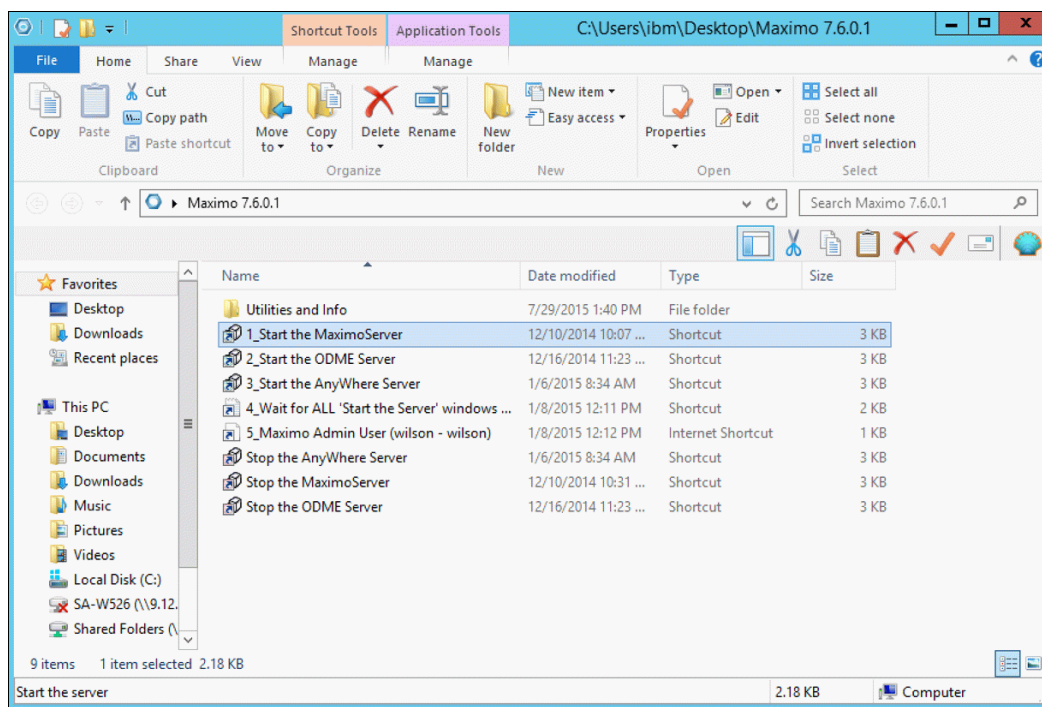 Shortcut Tools Application Tools C:\Users\ibm\Desktop\Maximo 7.6.0.1
File Home Share View Manage Manage
Copy
Paste
Cut
Copy path
Paste shortcut
Clipboard
Move to
Copy to
Delete
Rename
Organize
New folder
New item
Easy access
New
Properties
Open
Edit
Open
Select all
Select none
Invert selection
Select
Maximo 7.6.0.1
Search Maximo 7.6.0.1
Favorites
Desktop
Downloads
Recent places
This PC
Desktop
Documents
Downloads
Music
Pictures
Videos
Local Disk (C:)
SA-W526 (\\9.12.
Shared Folders (\
Name Date modified Type Size
Utilities and Info 7/29/2015 1:40 PM File folder
1_Start the MaximoServer 12/10/2014 10:07 ... Shortcut 3 KB
2_Start the ODME Server 12/16/2014 11:23 ... Shortcut 3 KB
3_Start the AnyWhere Server 1/6/2015 8:34 AM Shortcut 3 KB
4_Wait for ALL 'Start the Server' windows ... 1/8/2015 12:11 PM Shortcut 2 KB
5_Maximo Admin User (wilson - wilson) 1/8/2015 12:12 PM Internet Shortcut 1 KB
Stop the AnyWhere Server 1/6/2015 8:34 AM Shortcut 3 KB
Stop the MaximoServer 12/10/2014 10:31 ... Shortcut 3 KB
Stop the ODME Server 12/16/2014 11:23 ... Shortcut 3 KB
9 items 1 item selected 2.18 KB
Start the server 2.18 KB Computer